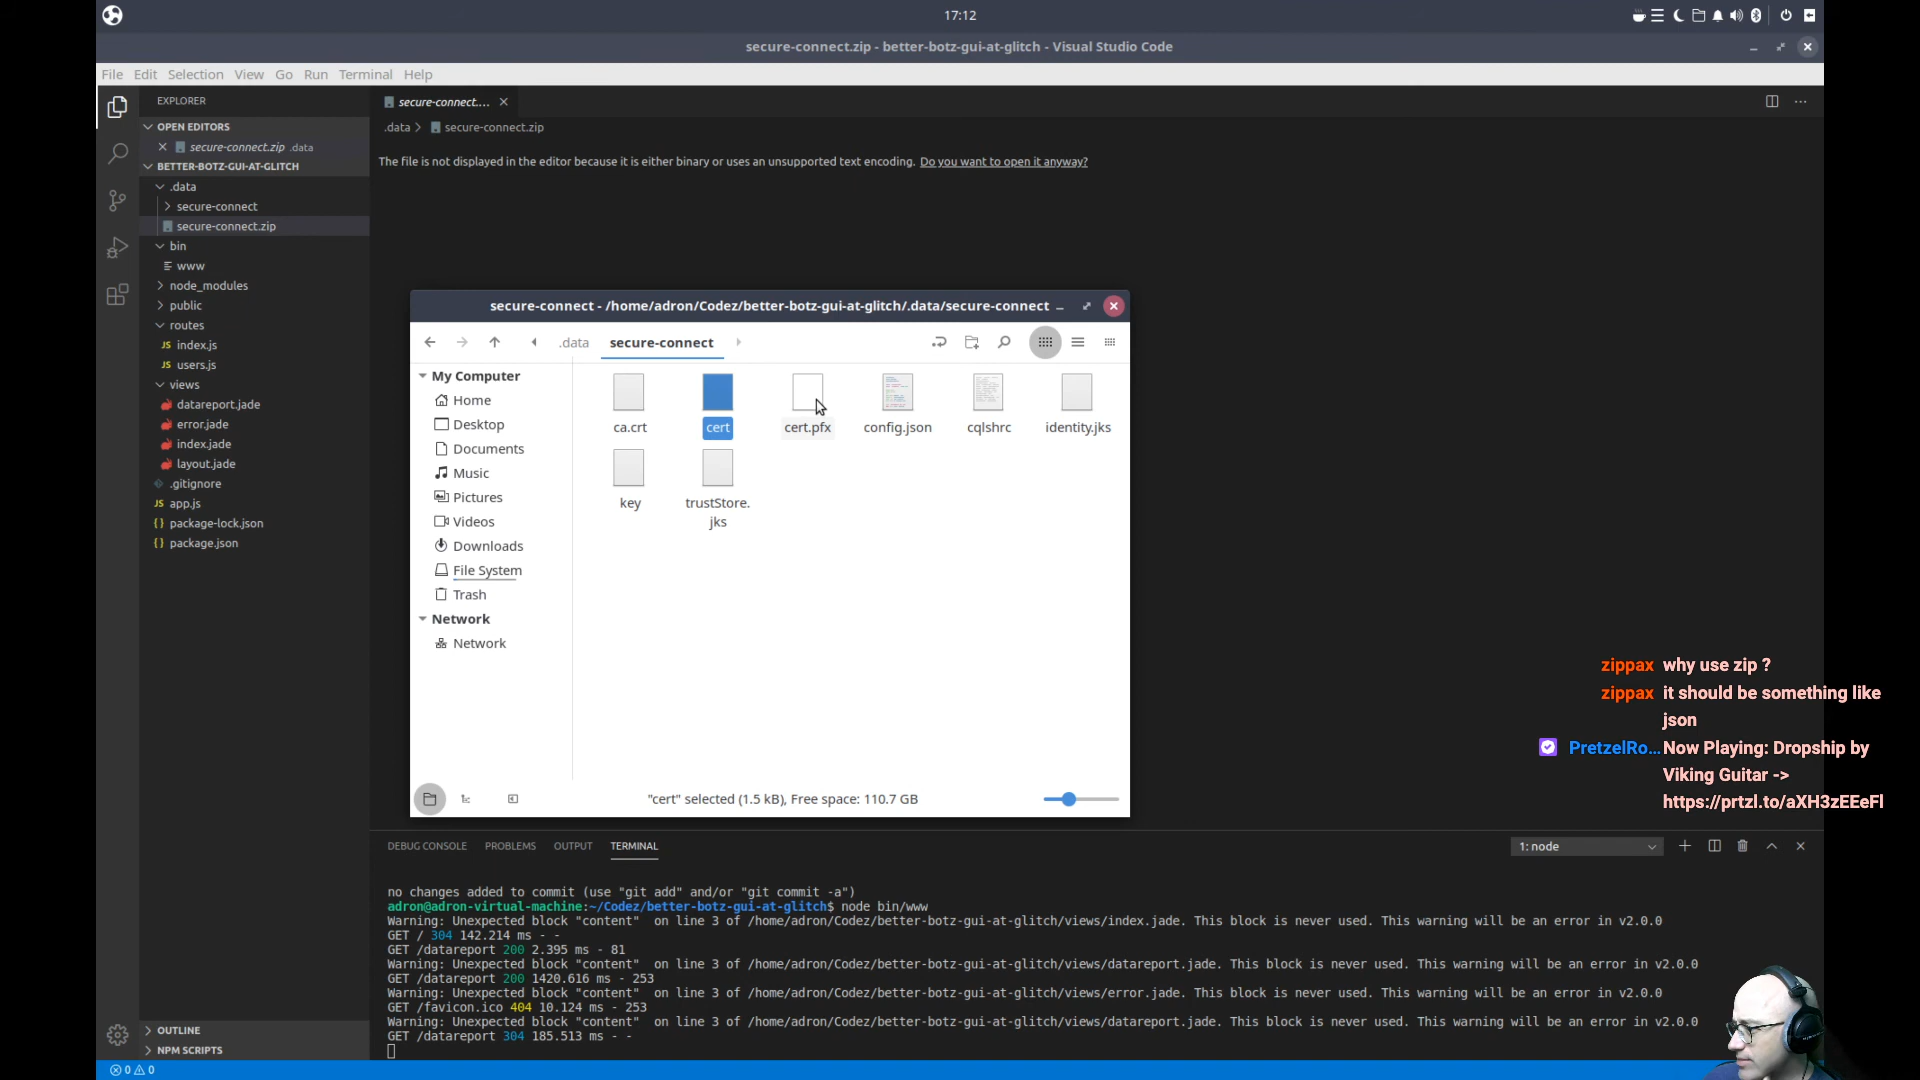 17:12
secure-connect.zip - better-botz-gui-at-glitch - Visual Studio Code
File Edit Selection View Go Run Terminal Help
EXPLORER
OPEN EDITORS
secure-connect.zip .data
BETTER-BOTZ-GUI-AT-GLITCH
.data
secure-connect
secure-connect.zip
bin
www
node_modules
public
routes
index.js
users.js
views
datareport.jade
error.jade
index.jade
layout.jade
.gitignore
app.js
package-lock.json
package.json
OUTLINE
NPM SCRIPTS
secure-connect....
.data > secure-connect.zip
The file is not displayed in the editor because it is either binary or uses an unsupported text encoding. Do you want to open it anyway?
secure-connect - /home/adron/Codez/better-botz-gui-at-glitch/.data/secure-connect
.data secure-connect
My Computer
Home
Desktop
Documents
Music
Pictures
Videos
Downloads
File System
Trash
Network
Network
ca.crt cert cert.pfx config.json cqlshrc identity.jks
key trustStore.
jks
"cert" selected (1.5 kB), Free space: 110.7 GB
zippax why use zip ?
zippax it should be something like
json
PretzelRo... Now Playing: Dropship by
Viking Guitar ->
https://prtzl.to/aXH3zEEeFl
DEBUG CONSOLE PROBLEMS OUTPUT TERMINAL
1: node
no changes added to commit (use "git add" and/or "git commit -a")
adron@adron-virtual-machine:~/Codez/better-botz-gui-at-glitch$ node bin/www
Warning: Unexpected block "content" on line 3 of /home/adron/Codez/better-botz-gui-at-glitch/views/index.jade. This block is never used. This warning will be an error in v2.0.0
GET / 304 142.214 ms - -
GET /datareport 200 2.395 ms - 81
Warning: Unexpected block "content" on line 3 of /home/adron/Codez/better-botz-gui-at-glitch/views/datareport.jade. This block is never used. This warning will be an error in v2.0.0
GET /datareport 200 1420.616 ms - 253
Warning: Unexpected block "content" on line 3 of /home/adron/Codez/better-botz-gui-at-glitch/views/error.jade. This block is never used. This warning will be an error in v2.0.0
GET /favicon.ico 404 10.124 ms - 253
Warning: Unexpected block "content" on line 3 of /home/adron/Codez/better-botz-gui-at-glitch/views/datareport.jade. This block is never used. This warning will be an error in v2.0.0
GET /datareport 304 185.513 ms - -
0 0